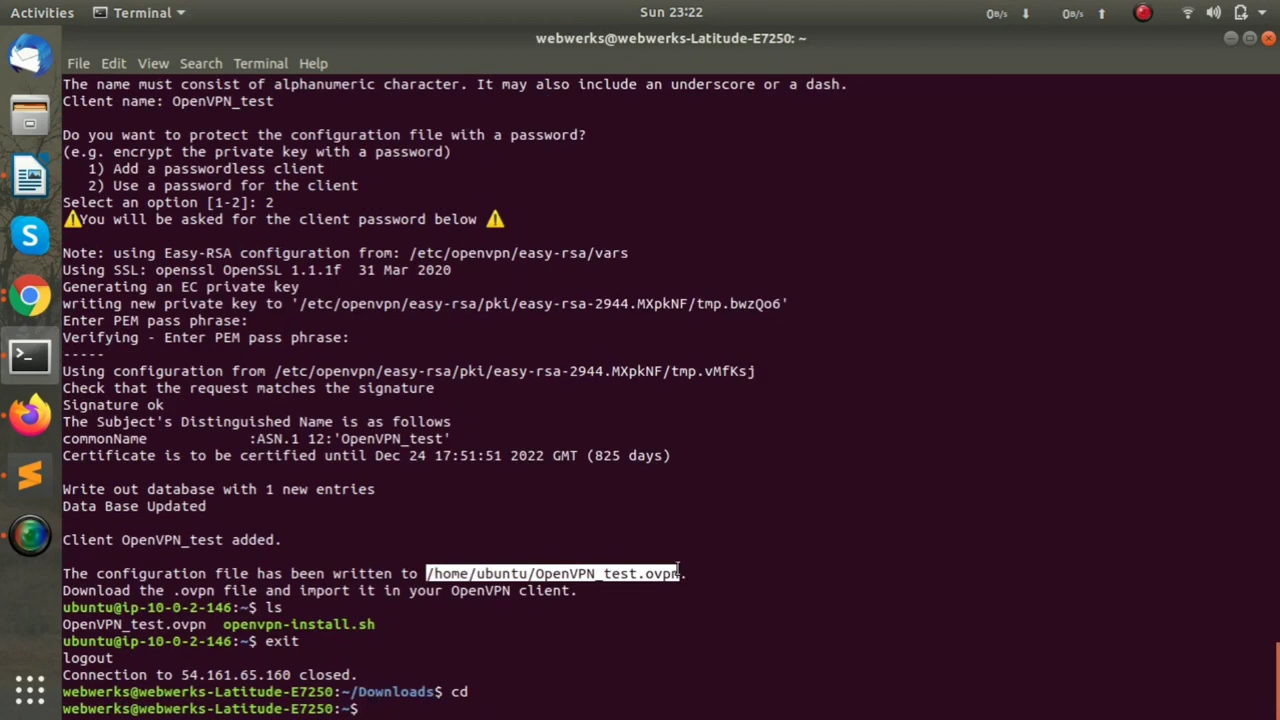 Activities Terminal Sun 23:22 0B/s 0B/s
webwerks@webwerks-Latitude-E7250: ~
File Edit View Search Terminal Help
The name must consist of alphanumeric character. It may also include an underscore or a dash.
Client name: OpenVPN_test
Do you want to protect the configuration file with a password?
(e.g. encrypt the private key with a password)
1) Add a passwordless client
2) Use a password for the client
Select an option [1-2]: 2
⚠️You will be asked for the client password below ⚠️
Note: using Easy-RSA configuration from: /etc/openvpn/easy-rsa/vars
Using SSL: openssl OpenSSL 1.1.1f  31 Mar 2020
Generating an EC private key
writing new private key to '/etc/openvpn/easy-rsa/pki/easy-rsa-2944.MXpkNF/tmp.bwzQo6'
Enter PEM pass phrase:
Verifying - Enter PEM pass phrase:
-----
Using configuration from /etc/openvpn/easy-rsa/pki/easy-rsa-2944.MXpkNF/tmp.vMfKsj
Check that the request matches the signature
Signature ok
The Subject's Distinguished Name is as follows
commonName            :ASN.1 12:'OpenVPN_test'
Certificate is to be certified until Dec 24 17:51:51 2022 GMT (825 days)
Write out database with 1 new entries
Data Base Updated
Client OpenVPN_test added.
The configuration file has been written to /home/ubuntu/OpenVPN_test.ovpn.
Download the .ovpn file and import it in your OpenVPN client.
ubuntu@ip-10-0-2-146:~$ ls
OpenVPN_test.ovpn  openvpn-install.sh
ubuntu@ip-10-0-2-146:~$ exit
logout
Connection to 54.161.65.160 closed.
webwerks@webwerks-Latitude-E7250:~/Downloads$ cd
webwerks@webwerks-Latitude-E7250:~$